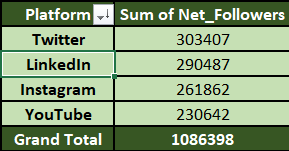 Platform Sum of Net_Followers
Twitter 303407
LinkedIn 290487
Instagram 261862
YouTube 230642
Grand Total 1086398